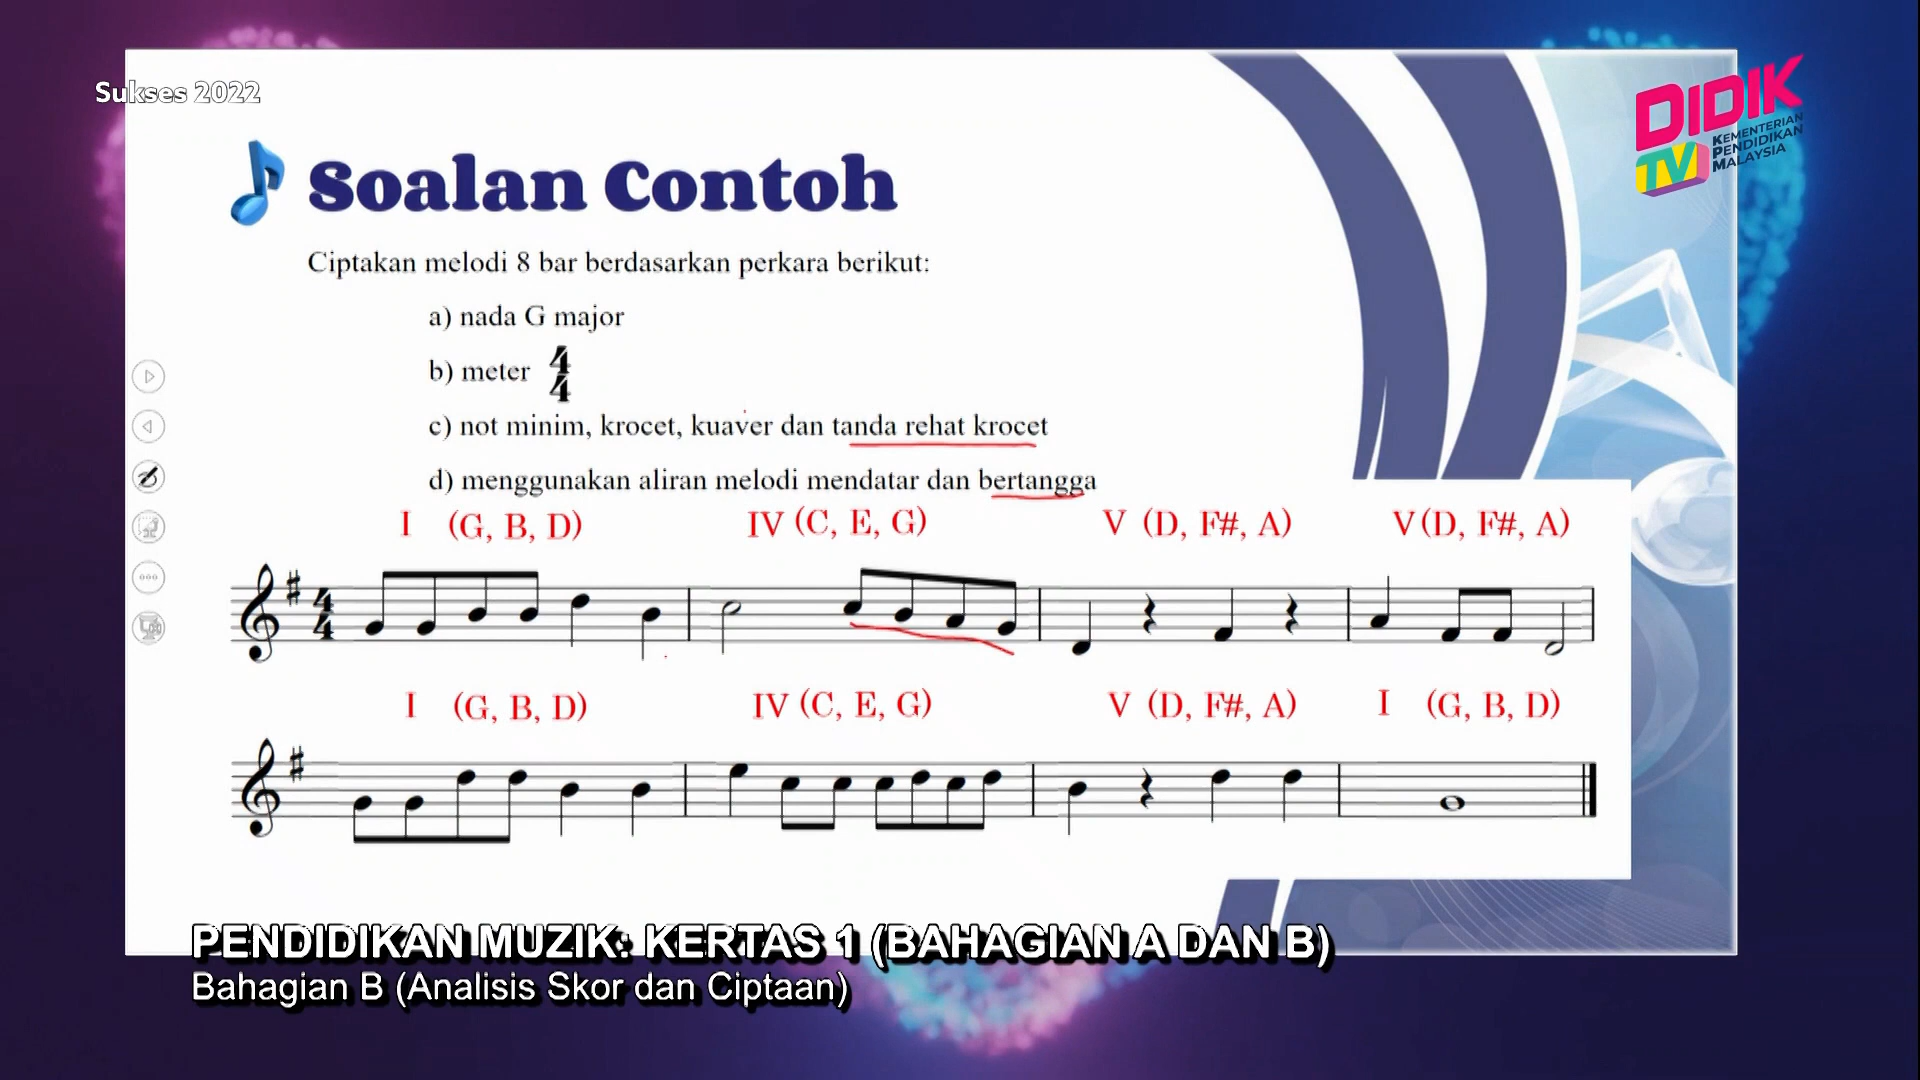 Sukses 2022
DIDIK
TV
KEMENTERIAN
PENDIDIKAN
MALAYSIA
Soalan Contoh
Ciptakan melodi 8 bar berdasarkan perkara berikut:
a) nada G major
b) meter 4/4
c) not minim, krocet, kuaver dan tanda rehat krocet
d) menggunakan aliran melodi mendatar dan bertangga
I (G, B, D) IV (C, E, G) V (D, F#, A) V (D, F#, A)
4
4
I (G, B, D) IV (C, E, G) V (D, F#, A) I (G, B, D)
PENDIDIKAN MUZIK: KERTAS 1 (BAHAGIAN A DAN B)
Bahagian B (Analisis Skor dan Ciptaan)